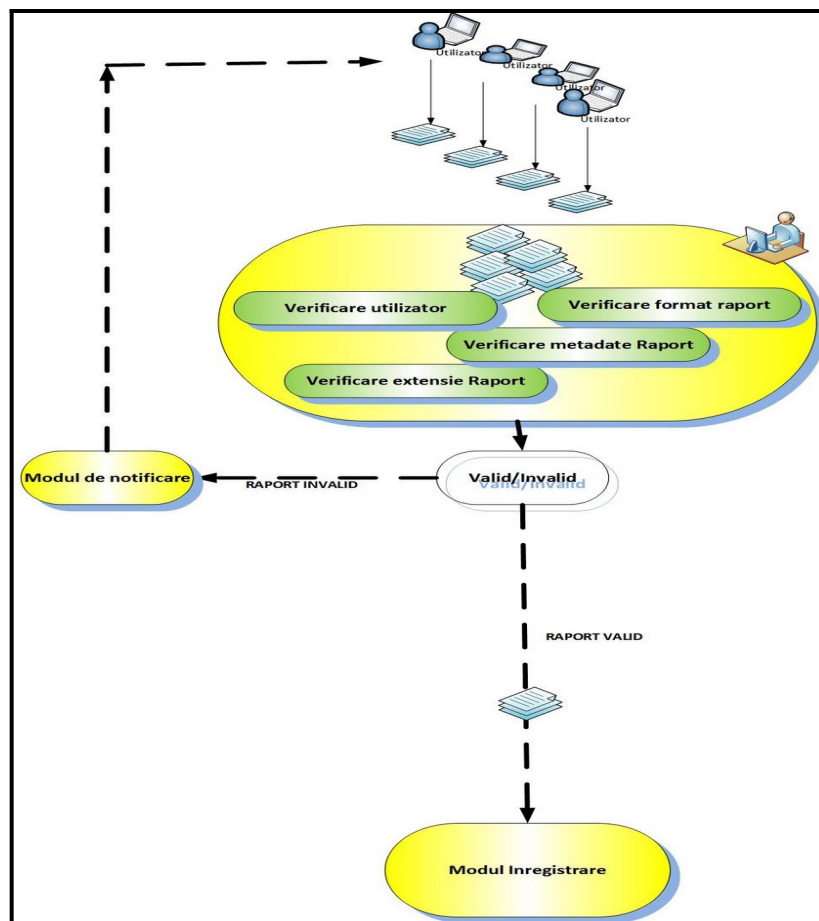 Utilizator
Utilizator
Utilizator
Utilizator
Verificare utilizator
Verificare format raport
Verificare metadate Raport
Verificare extensie Raport
Modul de notificare
RAPORT INVALID
Valid/Invalid
Valid/Invalid
RAPORT VALID
Modul Inregistrare